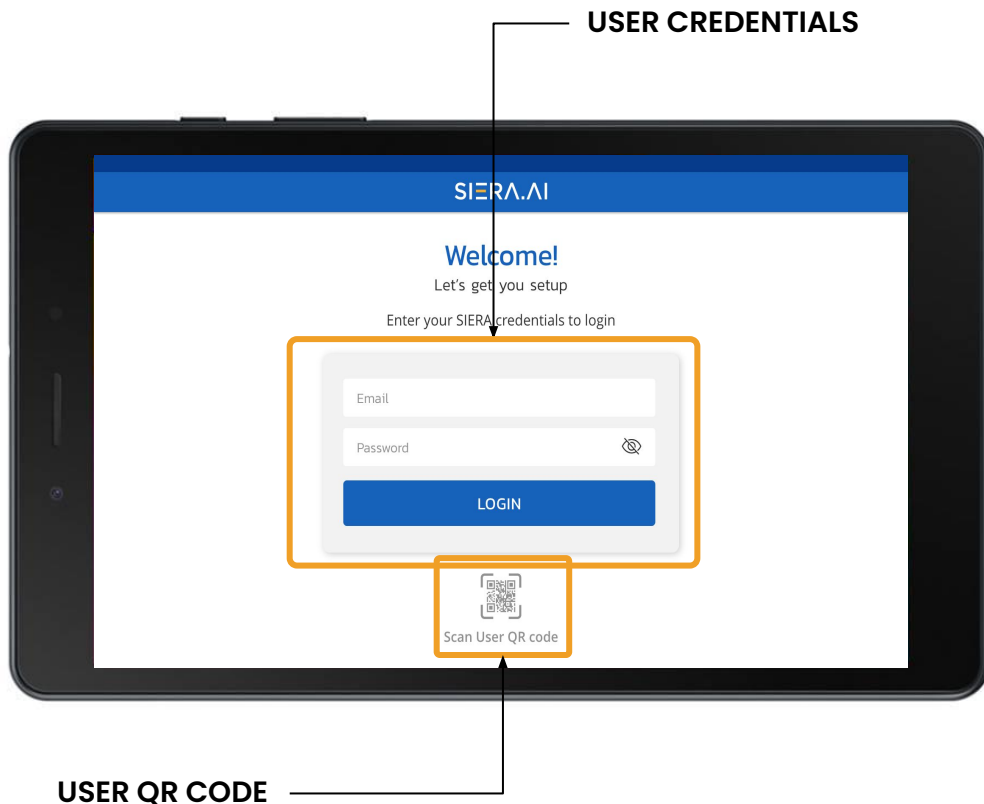 USER CREDENTIALS
SIERA.AI
Welcome!
Let's get you setup
Enter your SIERA credentials to login
Email
Password
LOGIN
Scan User QR code
USER QR CODE